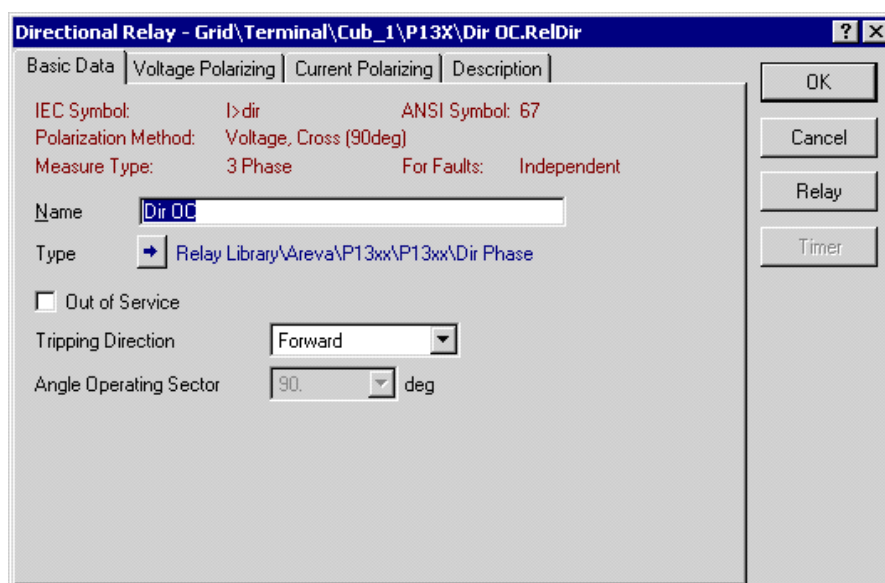 Directional Relay - Grid\Terminal\Cub_1\P13X\Dir OC.RelDir
Basic Data Voltage Polarizing Current Polarizing Description
OK
IEC Symbol: I>dir ANSI Symbol: 67
Polarization Method: Voltage, Cross (90deg)
Cancel
Measure Type: 3 Phase For Faults: Independent
Relay
Name Dir OC
Type Relay Library\Areva\P13xx\P13xx\Dir Phase
Timer
Out of Service
Tripping Direction Forward
Angle Operating Sector 90. deg